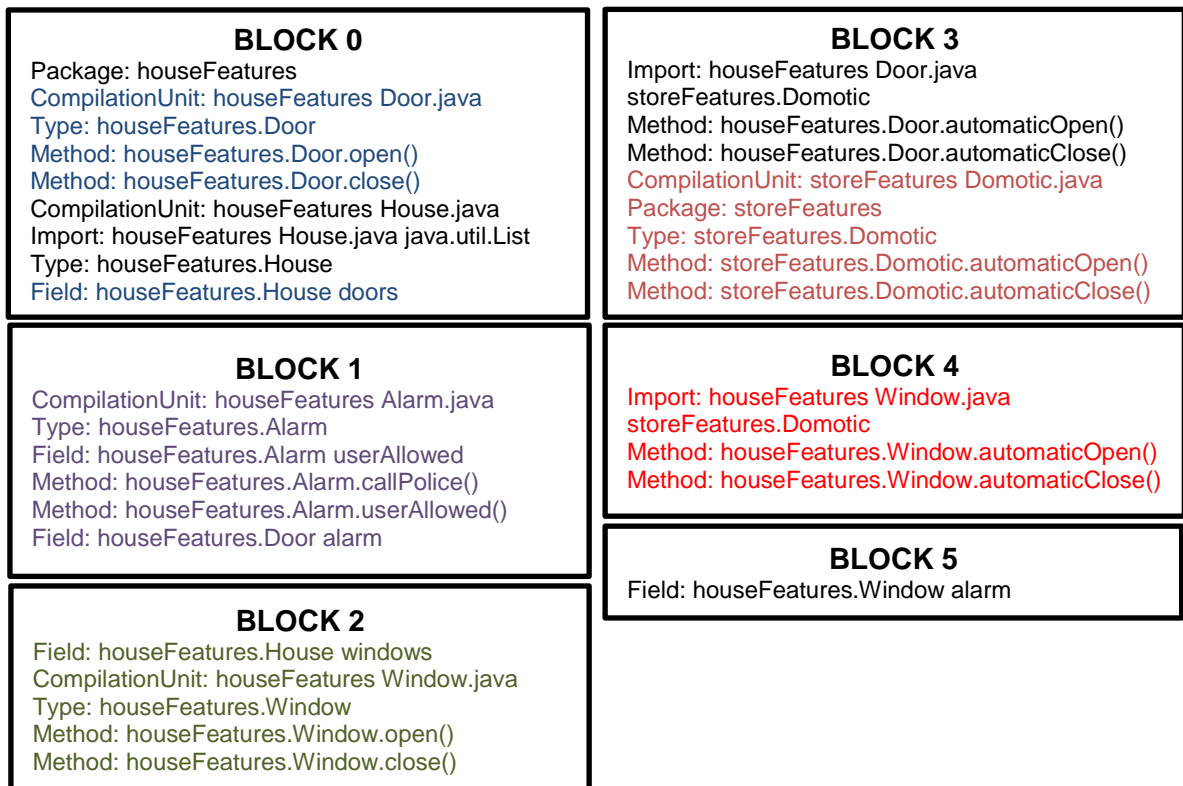 BLOCK 0
Package: houseFeatures
CompilationUnit: houseFeatures Door.java
Type: houseFeatures.Door
Method: houseFeatures.Door.open()
Method: houseFeatures.Door.close()
CompilationUnit: houseFeatures House.java
Import: houseFeatures House.java java.util.List
Type: houseFeatures.House
Field: houseFeatures.House doors
BLOCK 1
CompilationUnit: houseFeatures Alarm.java
Type: houseFeatures.Alarm
Field: houseFeatures.Alarm userAllowed
Method: houseFeatures.Alarm.callPolice()
Method: houseFeatures.Alarm.userAllowed()
Field: houseFeatures.Door alarm
BLOCK 2
Field: houseFeatures.House windows
CompilationUnit: houseFeatures Window.java
Type: houseFeatures.Window
Method: houseFeatures.Window.open()
Method: houseFeatures.Window.close()
BLOCK 3
Import: houseFeatures Door.java
storeFeatures.Domotic
Method: houseFeatures.Door.automaticOpen()
Method: houseFeatures.Door.automaticClose()
CompilationUnit: storeFeatures Domotic.java
Package: storeFeatures
Type: storeFeatures.Domotic
Method: storeFeatures.Domotic.automaticOpen()
Method: storeFeatures.Domotic.automaticClose()
BLOCK 4
Import: houseFeatures Window.java
storeFeatures.Domotic
Method: houseFeatures.Window.automaticOpen()
Method: houseFeatures.Window.automaticClose()
BLOCK 5
Field: houseFeatures.Window alarm